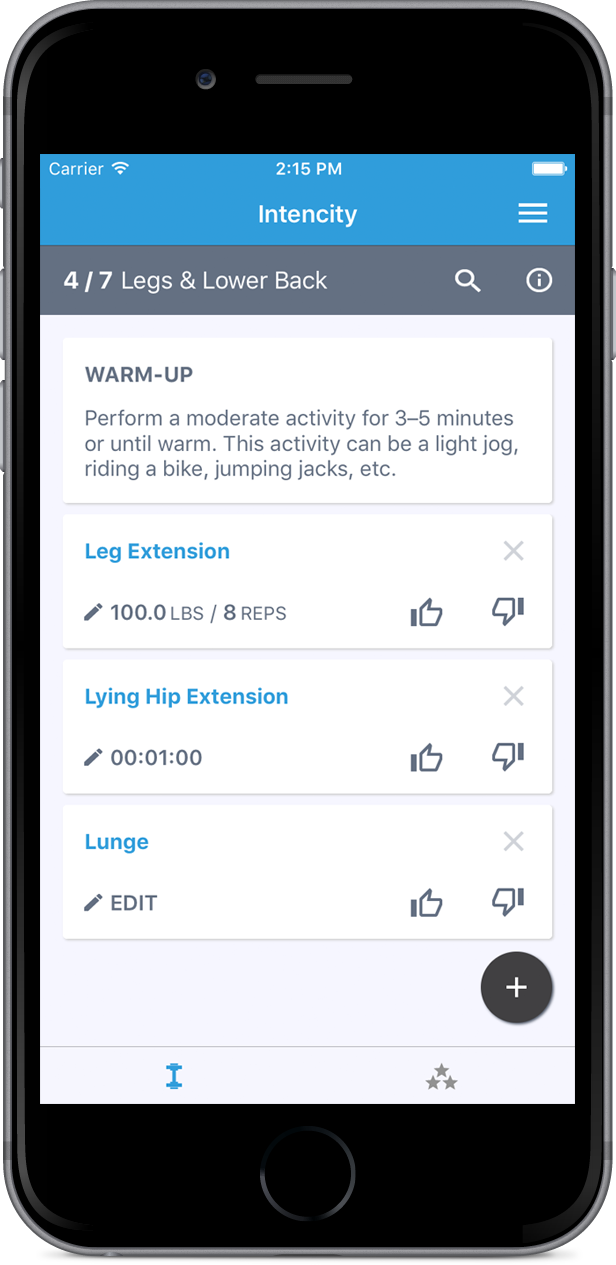 Carrier 2:15 PM
Intencity
4 / 7 Legs & Lower Back
WARM-UP
Perform a moderate activity for 3–5 minutes
or until warm. This activity can be a light jog,
riding a bike, jumping jacks, etc.
Leg Extension
100.0 LBS / 8 REPS
Lying Hip Extension
00:01:00
Lunge
EDIT